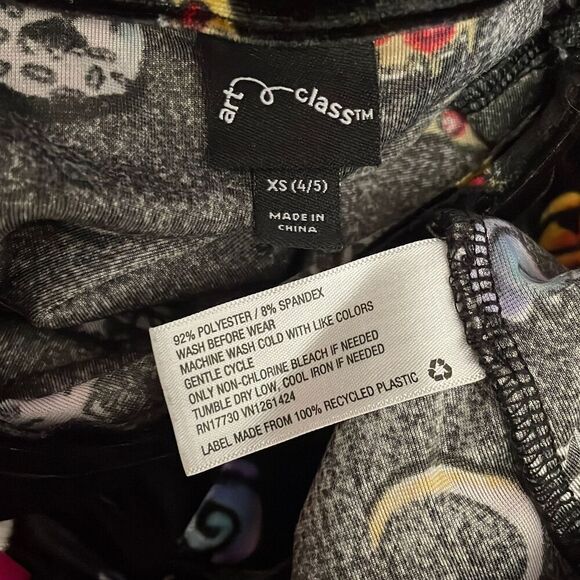 art class™
XS (4/5)
MADE IN
CHINA
92% POLYESTER / 8% SPANDEX
WASH BEFORE WEAR
MACHINE WASH COLD WITH LIKE COLORS
GENTLE CYCLE
ONLY NON-CHLORINE BLEACH IF NEEDED
TUMBLE DRY LOW, COOL IRON IF NEEDED
RN17730 VN1261424
LABEL MADE FROM 100% RECYCLED PLASTIC